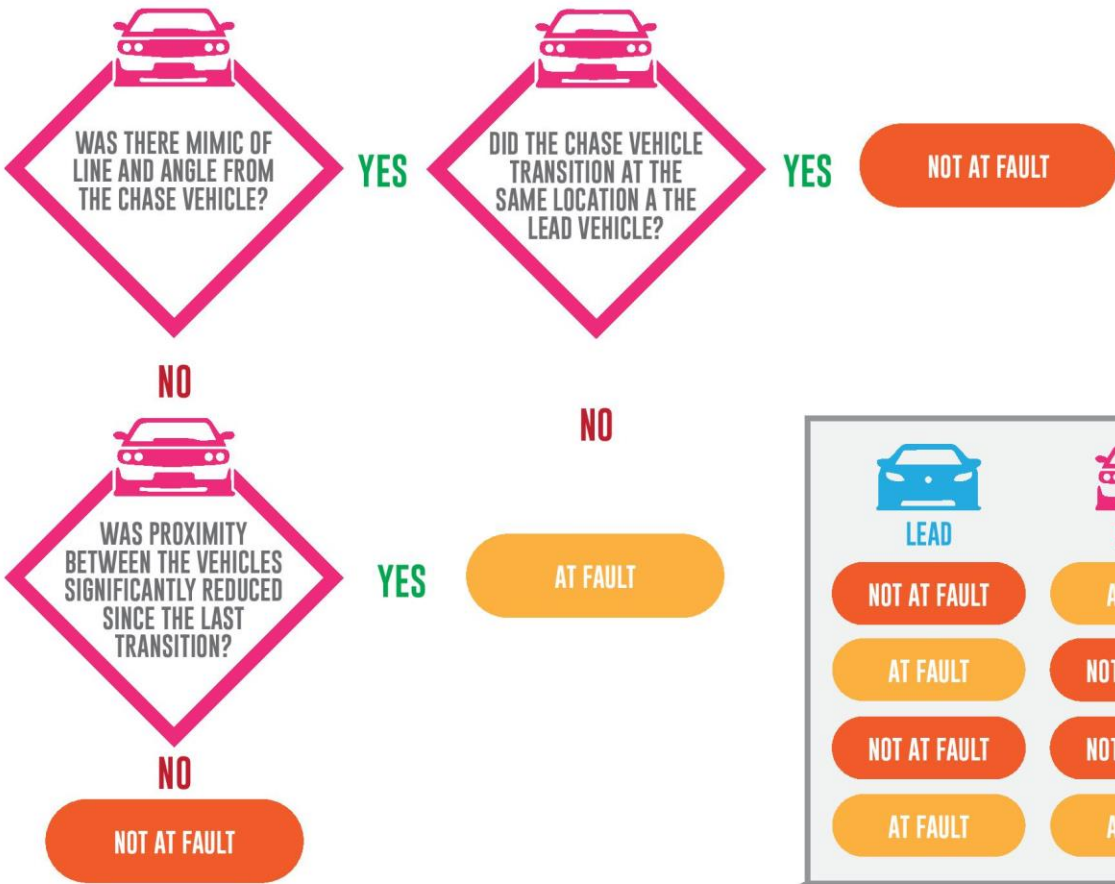 WAS THERE MIMIC OF
LINE AND ANGLE FROM
THE CHASE VEHICLE?
YES
DID THE CHASE VEHICLE
TRANSITION AT THE
SAME LOCATION A THE
LEAD VEHICLE?
YES
NOT AT FAULT
NO
NO
WAS PROXIMITY
BETWEEN THE VEHICLES
SIGNIFICANTLY REDUCED
SINCE THE LAST
TRANSITION?
YES
AT FAULT
NO
NOT AT FAULT
LEAD
NOT AT FAULT
AT FAULT
NOT AT FAULT
AT FAULT